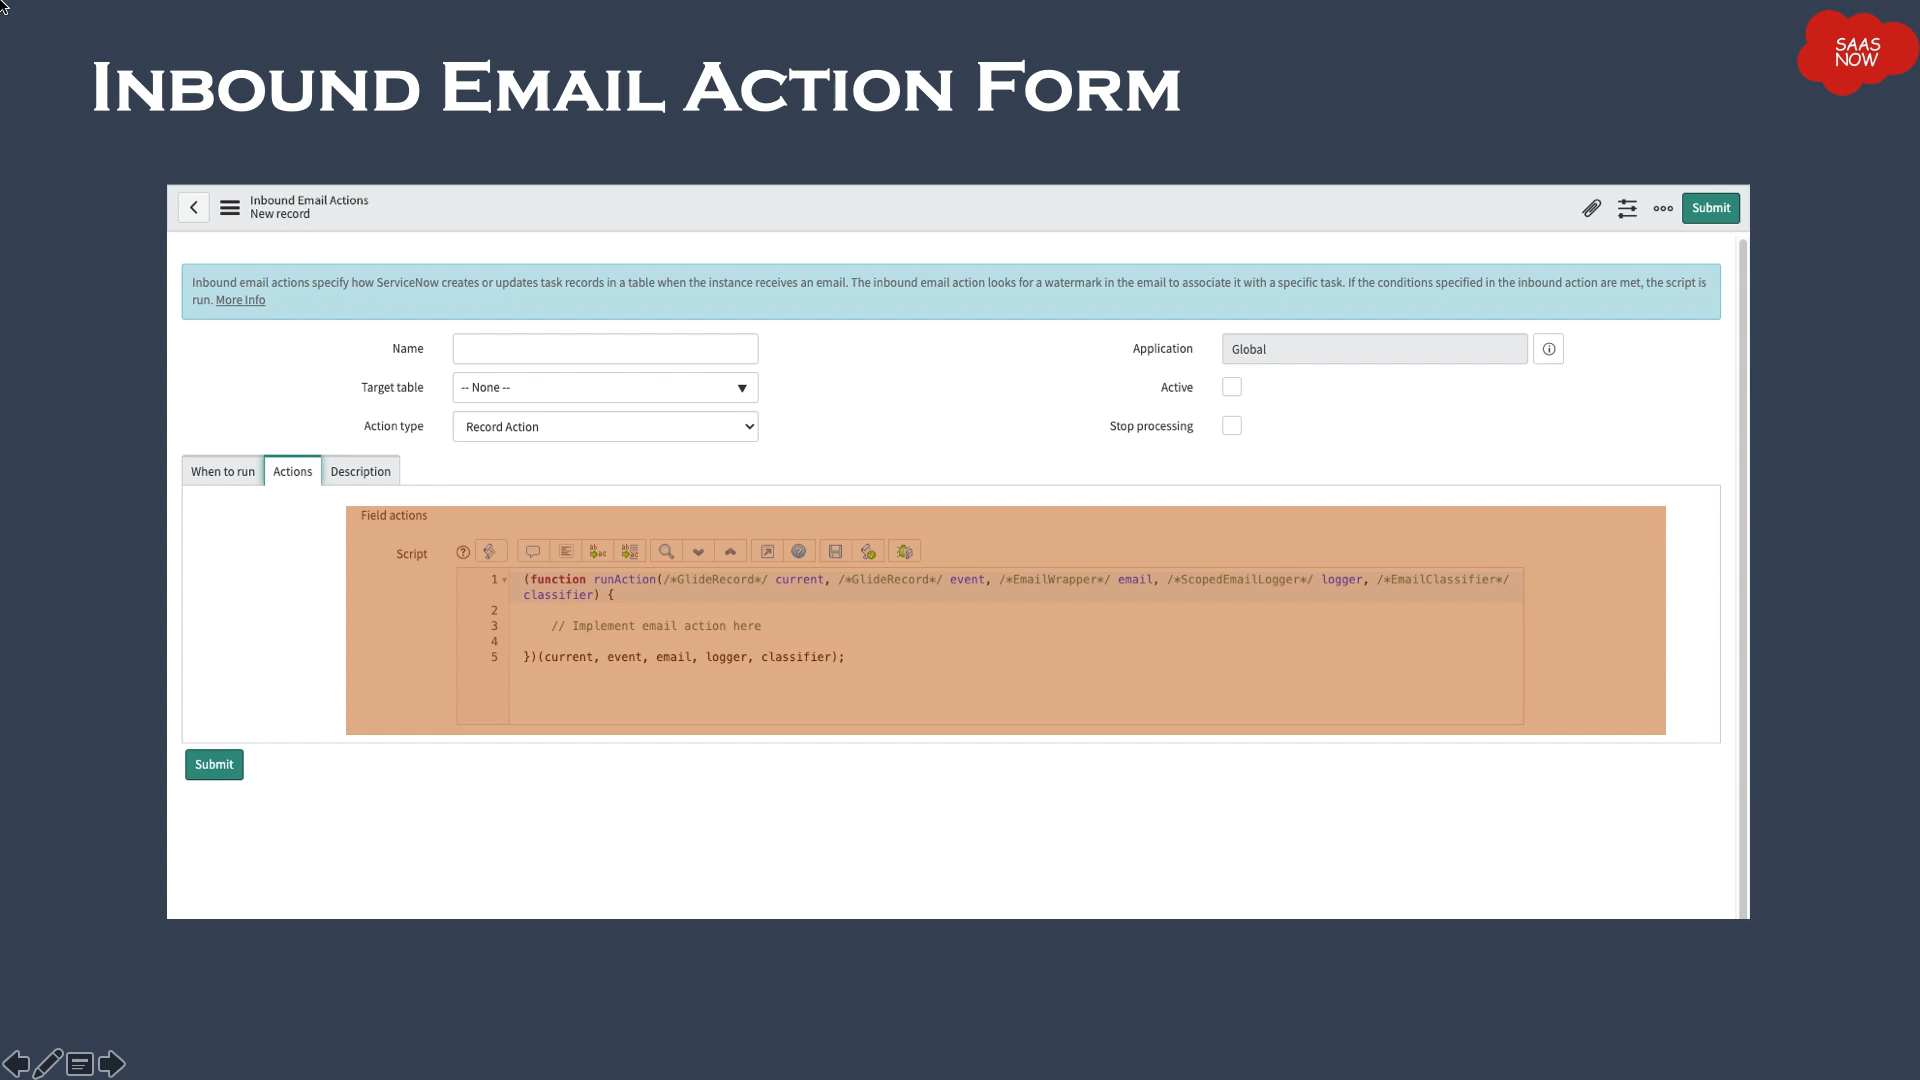 INBOUND EMAIL ACTION FORM
SAAS
NOW
Inbound Email Actions
New record
Submit
Inbound email actions specify how ServiceNow creates or updates task records in a table when the instance receives an email. The inbound email action looks for a watermark in the email to associate it with a specific task. If the conditions specified in the inbound action are met, the script is
run. More Info
Name
Application
Global
Target table
-- None --
Active
Action type
Record Action
Stop processing
When to run
Actions
Description
Field actions
Script
1 (function runAction(/*GlideRecord*/ current, /*GlideRecord*/ event, /*EmailWrapper*/ email, /*ScopedEmailLogger*/ logger, /*EmailClassifier*/
classifier) {
2
3 // Implement email action here
4
5 })(current, event, email, logger, classifier);
Submit